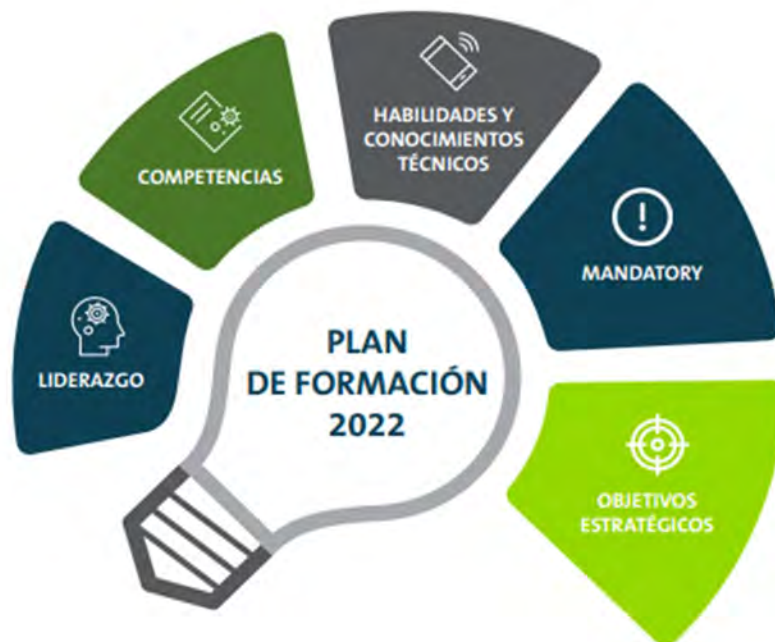 HABILIDADES Y
CONOCIMIENTOS
TÉCNICOS
COMPETENCIAS
MANDATORY
LIDERAZGO
PLAN
DE FORMACIÓN
2022
OBJETIVOS
ESTRATÉGICOS